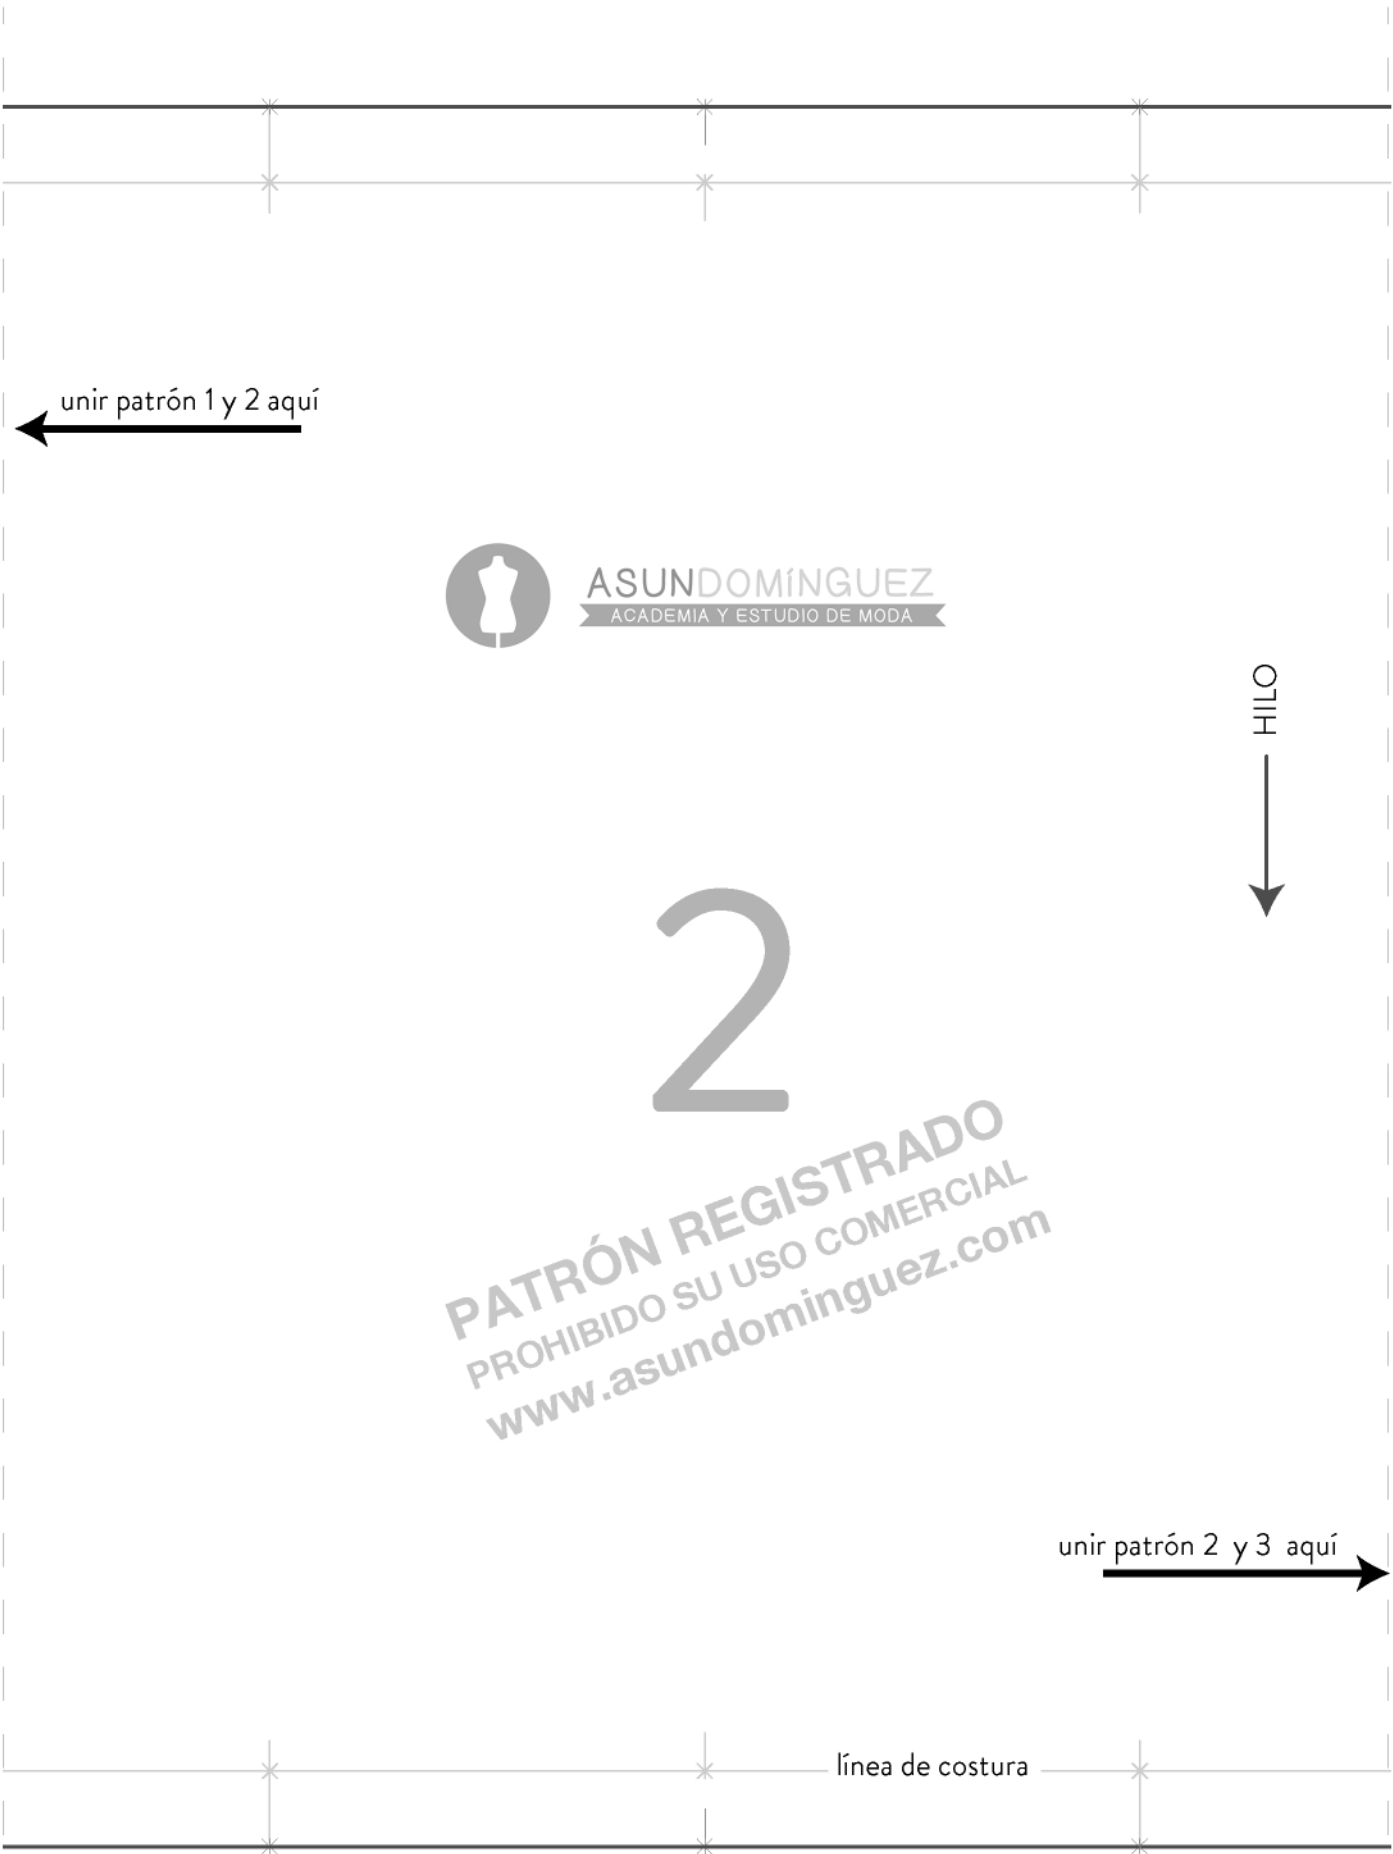 unir patrón 1 y 2 aquí
ASUNDOMíNGUEZ
ACADEMIA Y ESTUDIO DE MODA
HILO
2
PATRÓN REGISTRADO
PROHIBIDO SU USO COMERCIAL
www.asundominguez.com
unir patrón 2 y 3 aquí
línea de costura